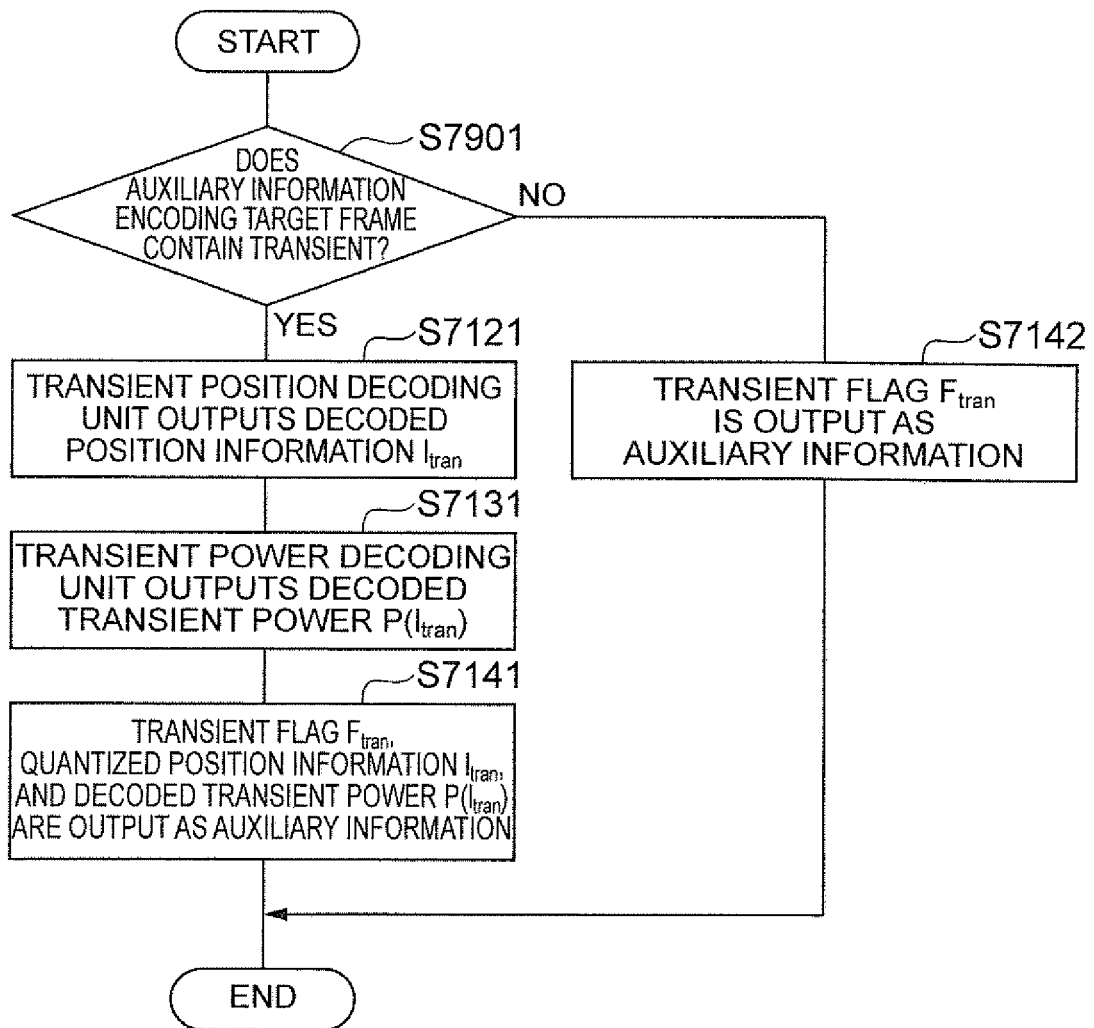 START
S7901
DOES
AUXILIARY INFORMATION
ENCODING TARGET FRAME
CONTAIN TRANSIENT?
NO
YES
S7121
TRANSIENT POSITION DECODING
UNIT OUTPUTS DECODED
POSITION INFORMATION Itran
S7142
TRANSIENT FLAG Ftran
IS OUTPUT AS
AUXILIARY INFORMATION
S7131
TRANSIENT POWER DECODING
UNIT OUTPUTS DECODED
TRANSIENT POWER P(Itran)
S7141
TRANSIENT FLAG Ftran,
QUANTIZED POSITION INFORMATION Itran,
AND DECODED TRANSIENT POWER P(Itran)
ARE OUTPUT AS AUXILIARY INFORMATION
END